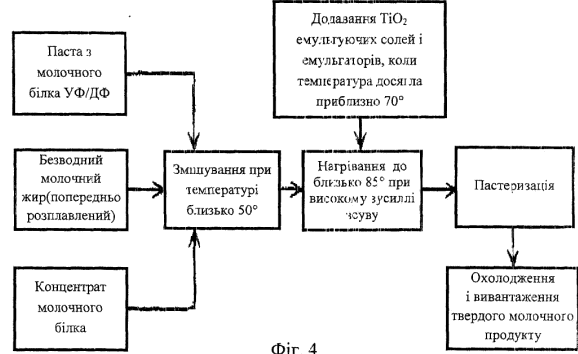 Паста з
молочного
білка УФ/ДФ
Додавання TiO2
емульгуючих солей і
емульгаторів, коли
температура досягла
приблизно 70°
Безводний
молочний
жир(попередньо
розплавлений)
Змішування при
температурі
близько 50°
Нагрівання до
близько 85° при
високому зусиллі
зсуву
Пастеризація
Концентрат
молочного
білка
Охолодження
і вивантаження
твердого молочного
продукту
Фіг. 4